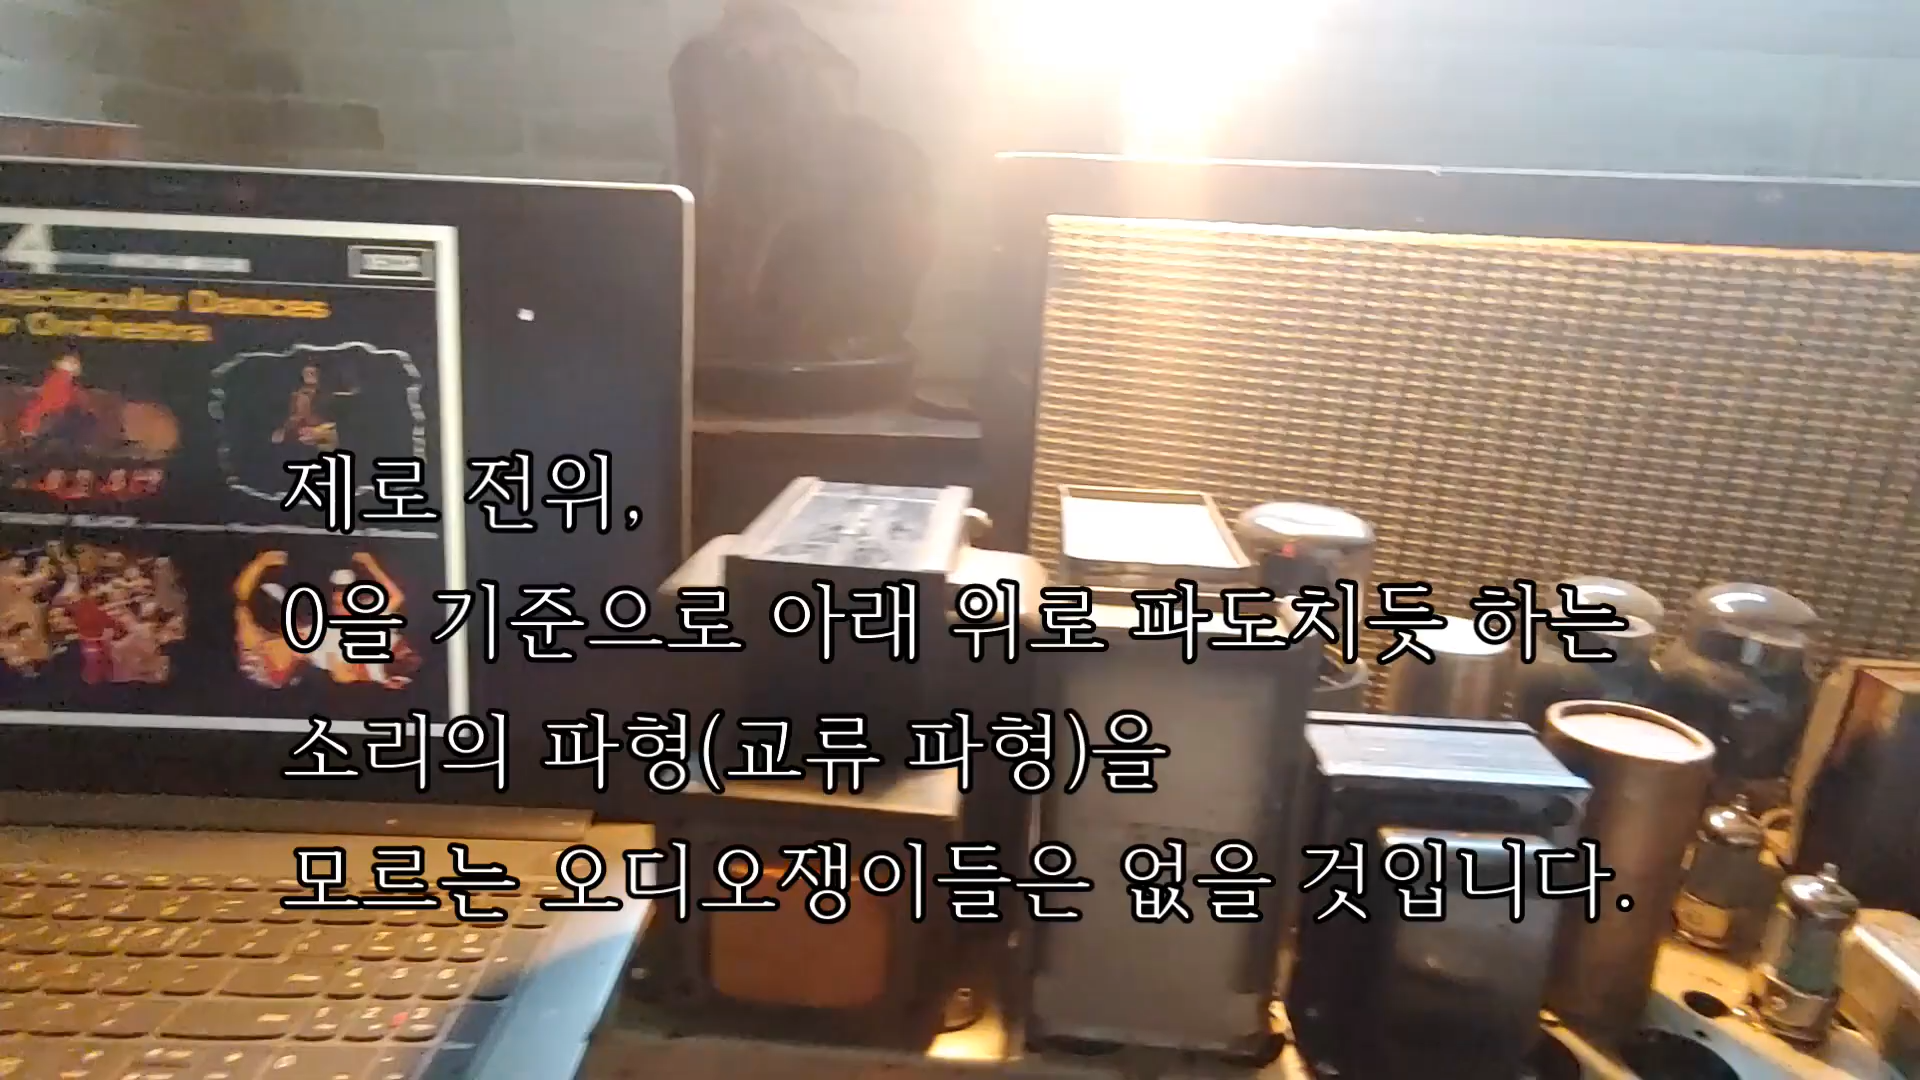 Dances
Orchestra
제로 전위,
0을 기준으로 아래 위로 파도치듯 하는
소리의 파형(교류 파형)을
모르는 오디오쟁이들은 없을 것입니다.